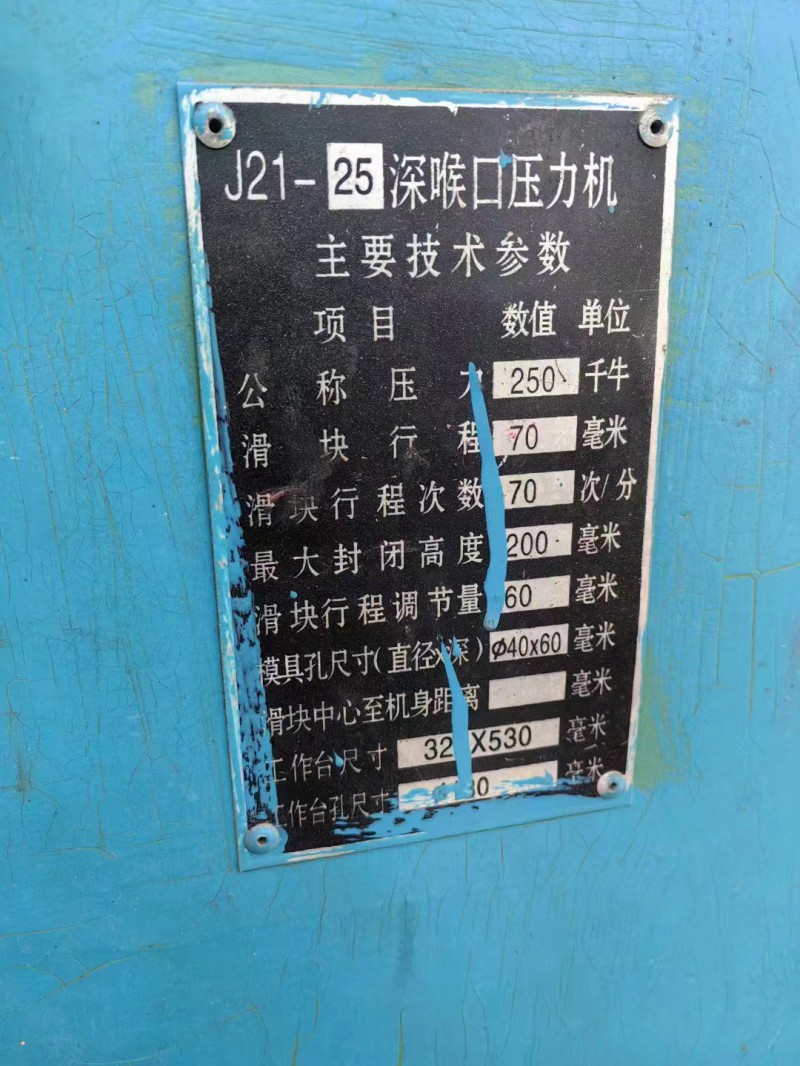 J21-25深喉口压力机
主要技术参数
项目 数值 单位
公称压力 250 千牛
滑块行程 70 毫米
滑块行程次数 70 次/分
最大封闭高度 200 毫米
滑块行程调节量 60 毫米
模具孔尺寸(直径x深) Φ40x60 毫米
滑块中心至机身距离 毫米
工作台尺寸 X530 毫米
工作台孔尺寸 毫米